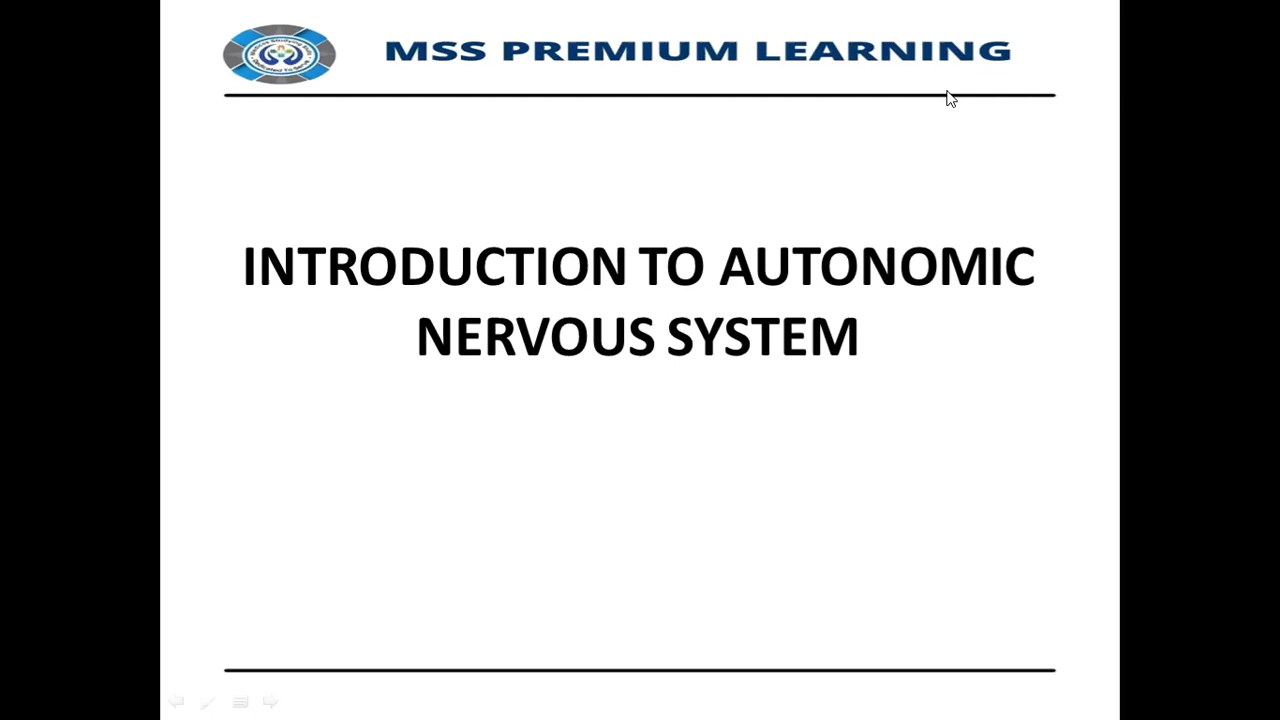 MSS PREMIUM LEARNING
INTRODUCTION TO AUTONOMIC
NERVOUS SYSTEM